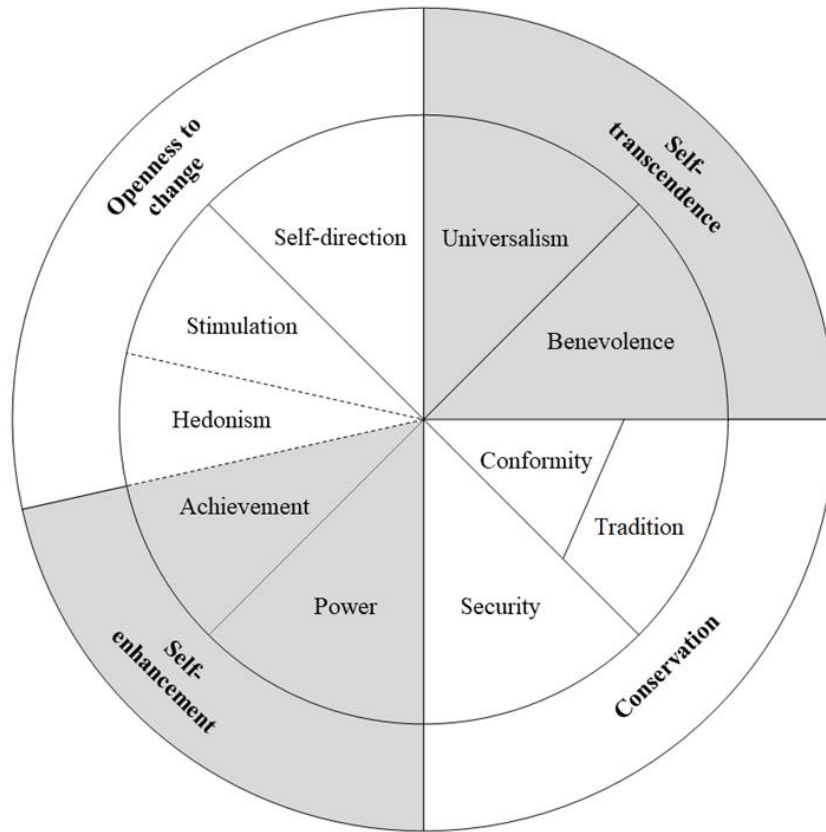 Openness to
change
Self-
transcendence
Self-direction
Universalism
Stimulation
Benevolence
Hedonism
Conformity
Achievement
Tradition
Power
Security
Self-
enhancement
Conservation